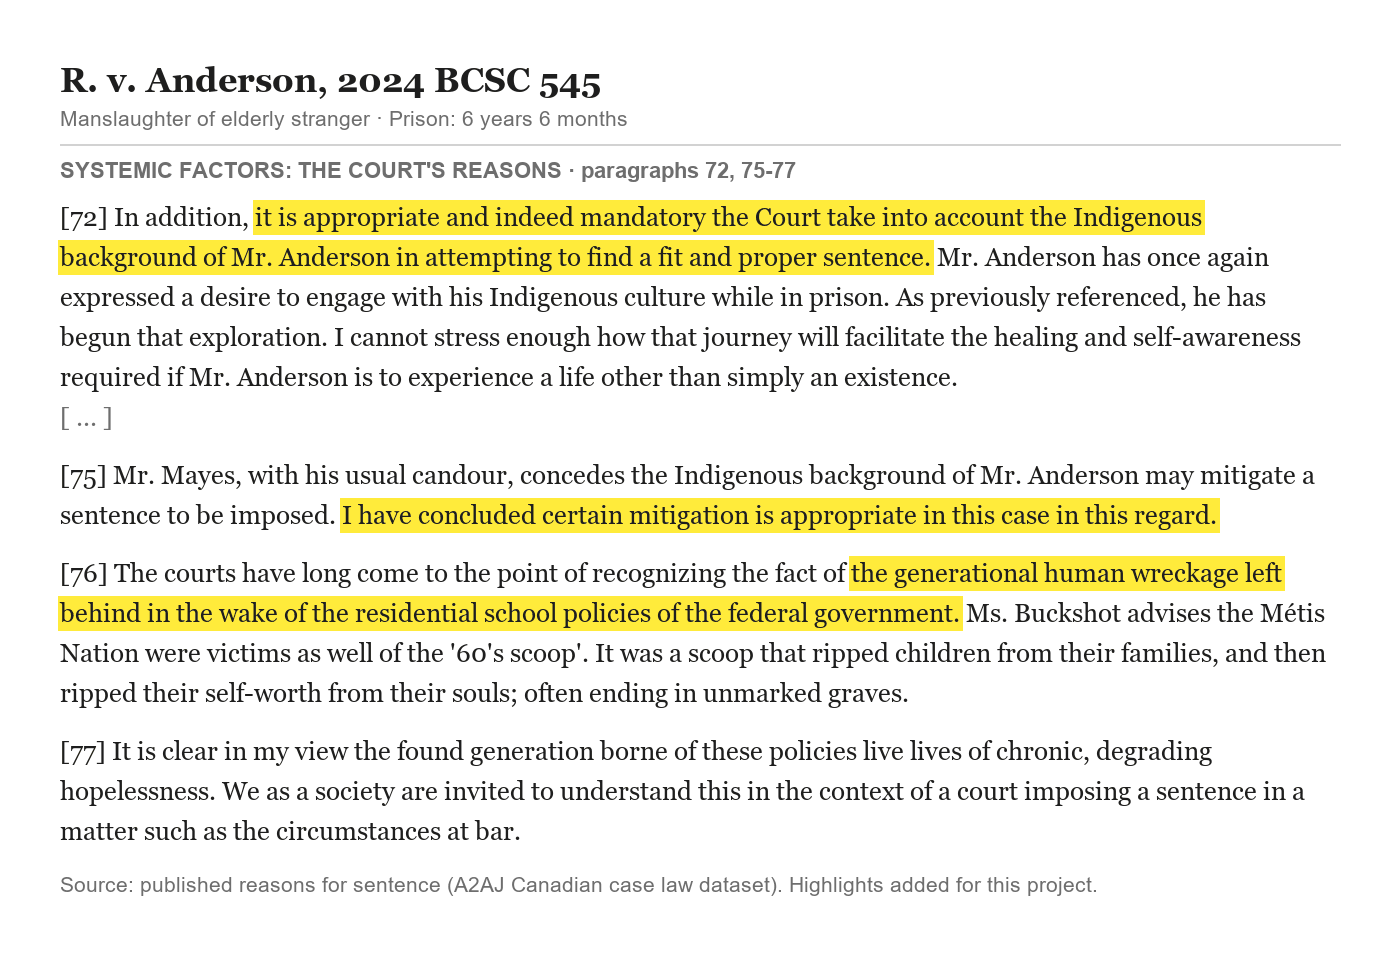 R. v. Anderson, 2024 BCSC 545
Manslaughter of elderly stranger · Prison: 6 years 6 months
SYSTEMIC FACTORS: THE COURT'S REASONS · paragraphs 72, 75-77
[72] In addition, it is appropriate and indeed mandatory the Court take into account the Indigenous
background of Mr. Anderson in attempting to find a fit and proper sentence. Mr. Anderson has once again
expressed a desire to engage with his Indigenous culture while in prison. As previously referenced, he has
begun that exploration. I cannot stress enough how that journey will facilitate the healing and self-awareness
required if Mr. Anderson is to experience a life other than simply an existence.
[ ... ]
[75] Mr. Mayes, with his usual candour, concedes the Indigenous background of Mr. Anderson may mitigate a
sentence to be imposed. I have concluded certain mitigation is appropriate in this case in this regard.
[76] The courts have long come to the point of recognizing the fact of the generational human wreckage left
behind in the wake of the residential school policies of the federal government. Ms. Buckshot advises the Métis
Nation were victims as well of the '60's scoop'. It was a scoop that ripped children from their families, and then
ripped their self-worth from their souls; often ending in unmarked graves.
[77] It is clear in my view the found generation borne of these policies live lives of chronic, degrading
hopelessness. We as a society are invited to understand this in the context of a court imposing a sentence in a
matter such as the circumstances at bar.
Source: published reasons for sentence (A2AJ Canadian case law dataset). Highlights added for this project.